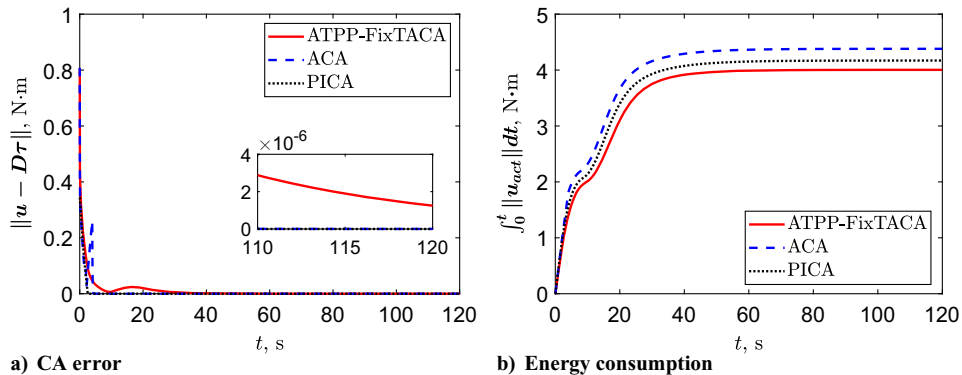 1
0.8
0.6
0.4
0.2
0
‖u − Dτ‖, N·m
ATPP-FixTACA
ACA
PICA
×10⁻⁶
4
2
0
110 115 120
0 20 40 60 80 100 120
t, s
a) CA error
5
4
3
2
1
0
∫₀ᵗ ‖u_act‖dt, N·m
ATPP-FixTACA
ACA
PICA
0 20 40 60 80 100 120
t, s
b) Energy consumption